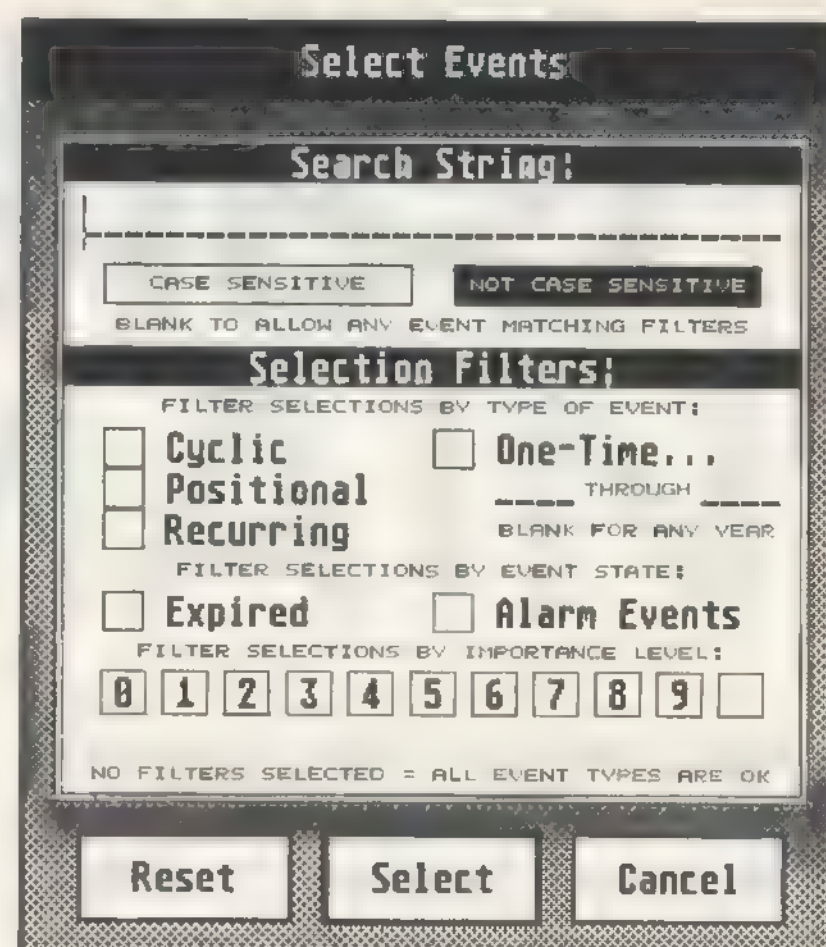 Select Events
Search String:
CASE SENSITIVE NOT CASE SENSITIVE
BLANK TO ALLOW ANY EVENT MATCHING FILTERS
Selection Filters:
FILTER SELECTIONS BY TYPE OF EVENT:
Cyclic One-Time...
Positional ____ THROUGH ____
Recurring BLANK FOR ANY YEAR
FILTER SELECTIONS BY EVENT STATE:
Expired Alarm Events
FILTER SELECTIONS BY IMPORTANCE LEVEL:
0 1 2 3 4 5 6 7 8 9
NO FILTERS SELECTED = ALL EVENT TYPES ARE OK
Reset Select Cancel